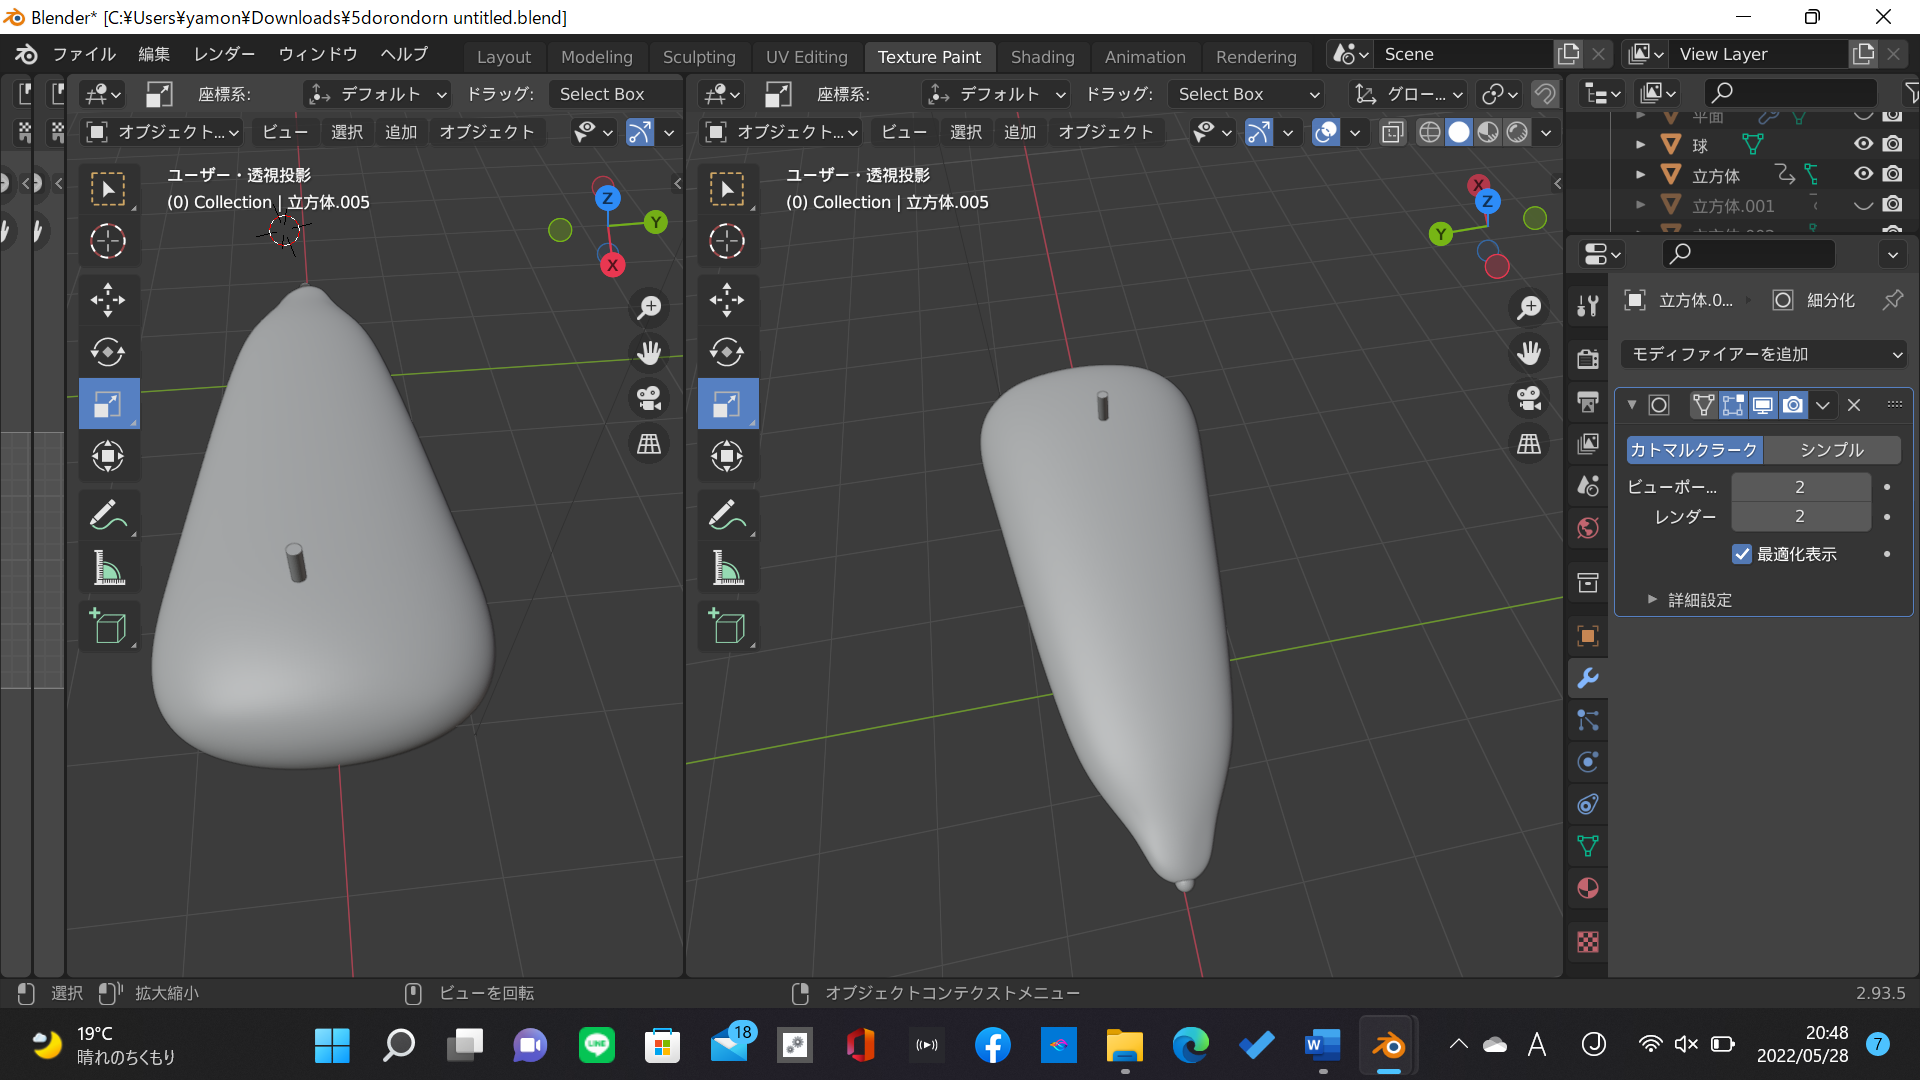 Blender* [C:¥Users¥yamon¥Downloads¥5dorondorn untitled.blend]
ファイル 編集 レンダー ウィンドウ ヘルプ Layout Modeling Sculpting UV Editing Texture Paint Shading Animation Rendering Scene View Layer
座標系: デフォルト ドラッグ: Select Box 座標系: デフォルト ドラッグ: Select Box グロー...
オブジェクト... ビュー 選択 追加 オブジェクト オブジェクト... ビュー 選択 追加 オブジェクト
ユーザー・透視投影
(0) Collection | 立方体.005
Z
Y
X
ユーザー・透視投影
(0) Collection | 立方体.005
X
Z
Y
平面
球
立方体
立方体.001
立方体.0... 細分化
モディファイアーを追加
カトマルクラーク シンプル
ビューポー... 2
レンダー 2
最適化表示
詳細設定
選択 拡大縮小 ビューを回転 オブジェクトコンテクストメニュー 2.93.5
19°C
晴れのちくもり
LINE
18
W
A
J
20:48
2022/05/28
7